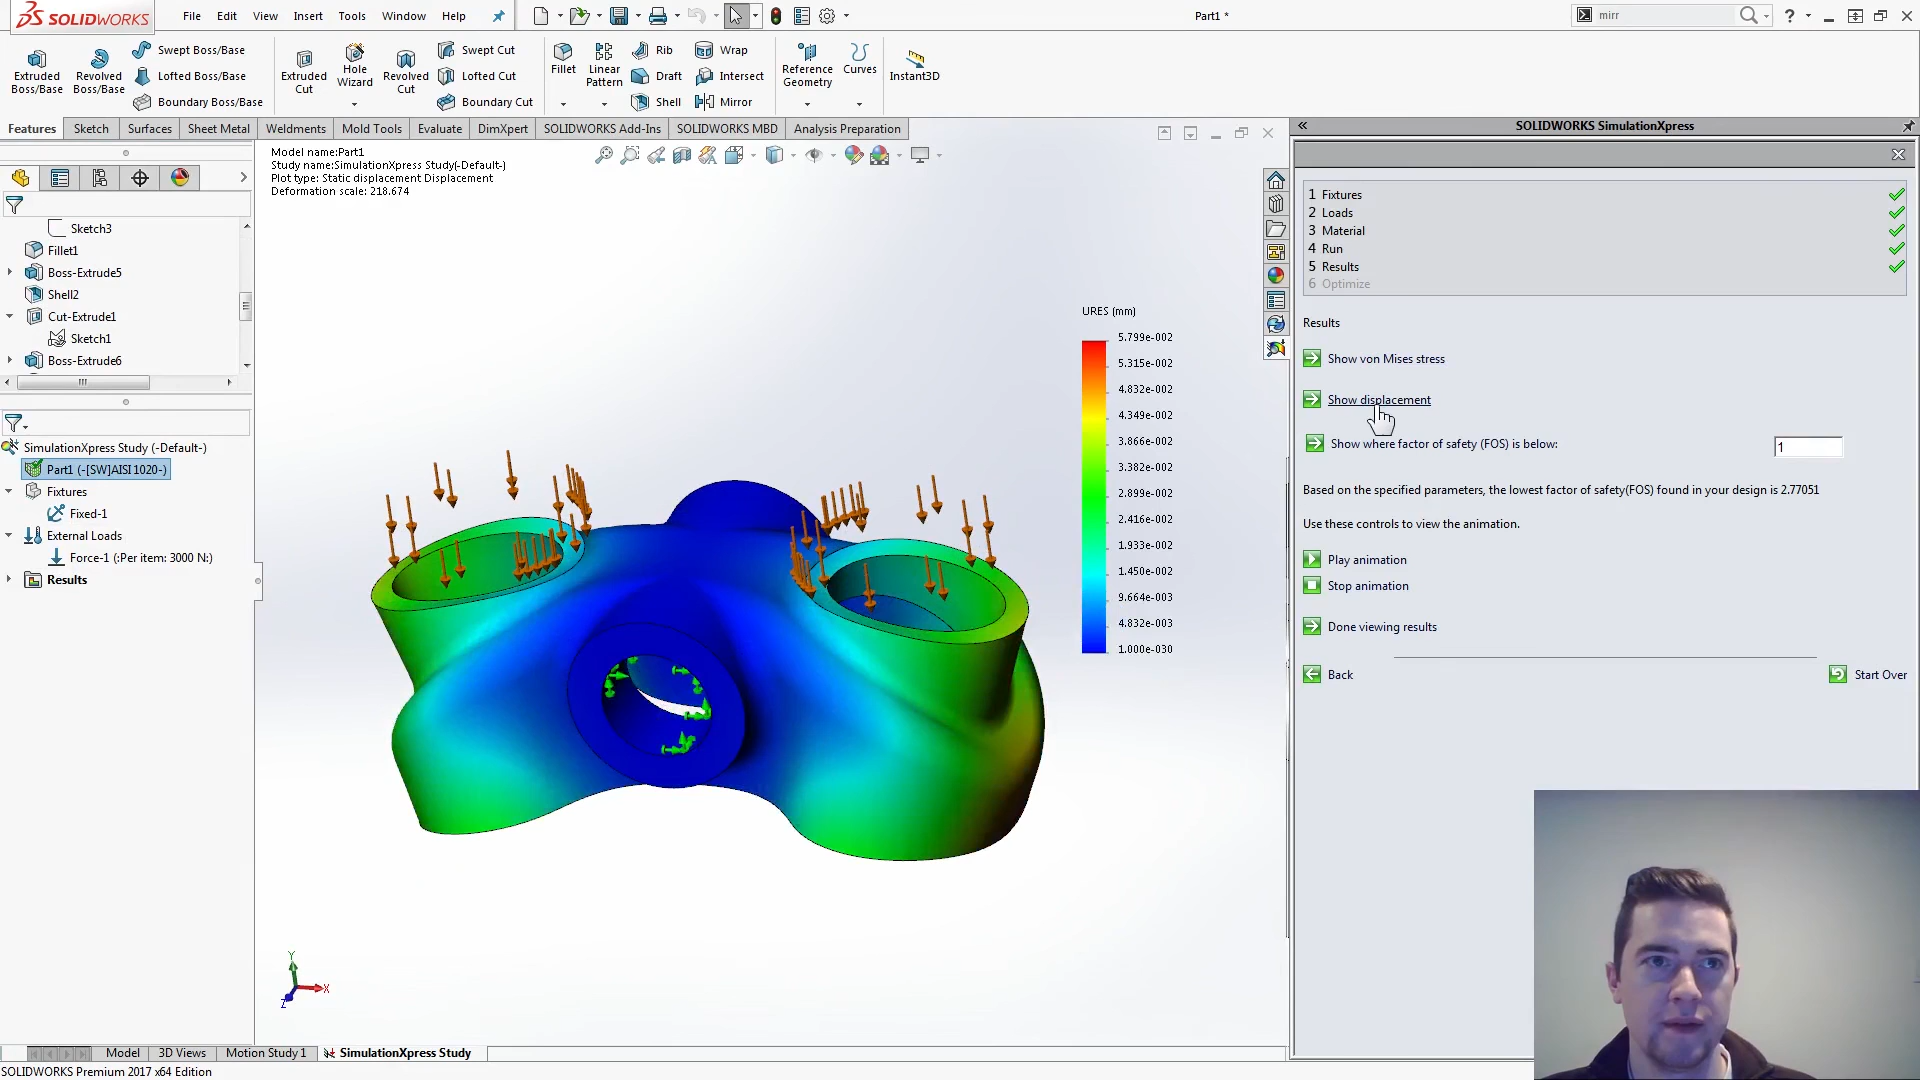 SOLIDWORKS
File Edit View Insert Tools Window Help
Part1 *
mirr
Extruded Boss/Base
Revolved Boss/Base
Swept Boss/Base
Lofted Boss/Base
Boundary Boss/Base
Extruded Cut
Hole Wizard
Revolved Cut
Swept Cut
Lofted Cut
Boundary Cut
Fillet
Linear Pattern
Rib
Draft
Shell
Wrap
Intersect
Mirror
Reference Geometry
Curves
Instant3D
Features Sketch Surfaces Sheet Metal Weldments Mold Tools Evaluate DimXpert SOLIDWORKS Add-Ins SOLIDWORKS MBD Analysis Preparation
Sketch3
Fillet1
Boss-Extrude5
Shell2
Cut-Extrude1
Sketch1
Boss-Extrude6
SimulationXpress Study (-Default-)
Part1 (-[SW]AISI 1020-)
Fixtures
Fixed-1
External Loads
Force-1 (:Per item: 3000 N:)
Results
Model name:Part1
Study name:SimulationXpress Study(-Default-)
Plot type: Static displacement Displacement
Deformation scale: 218.674
URES (mm)
5.799e-002
5.315e-002
4.832e-002
4.349e-002
3.866e-002
3.382e-002
2.899e-002
2.416e-002
1.933e-002
1.450e-002
9.664e-003
4.832e-003
1.000e-030
Y
X
Z
SOLIDWORKS SimulationXpress
1 Fixtures
2 Loads
3 Material
4 Run
5 Results
6 Optimize
Results
Show von Mises stress
Show displacement
Show where factor of safety (FOS) is below: 1
Based on the specified parameters, the lowest factor of safety(FOS) found in your design is 2.77051
Use these controls to view the animation.
Play animation
Stop animation
Done viewing results
Back
Start Over
Model 3D Views Motion Study 1 SimulationXpress Study
SOLIDWORKS Premium 2017 x64 Edition